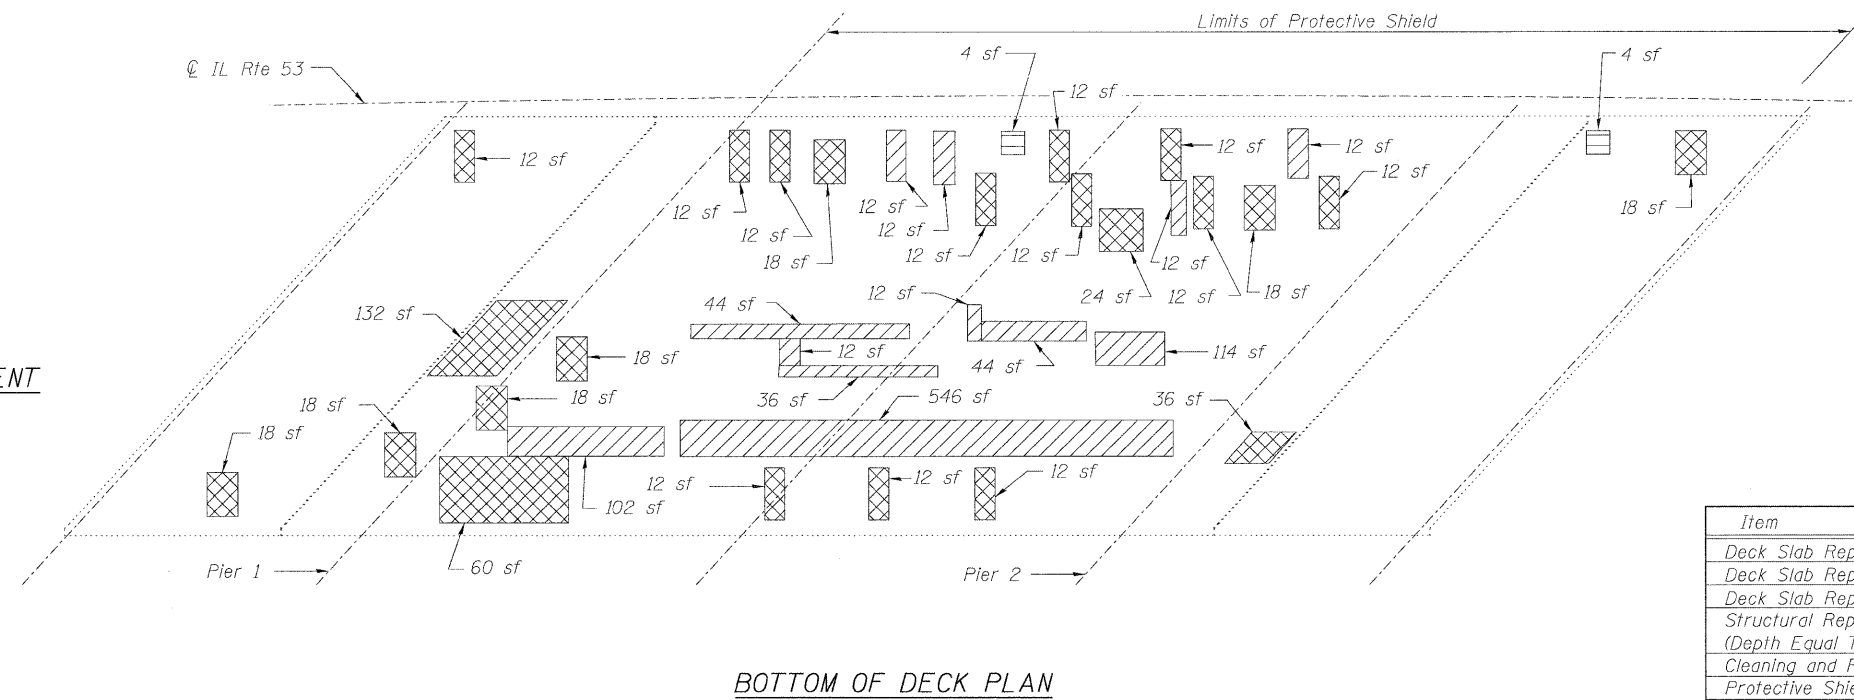 Limits of Protective Shield
℄ IL Rte 53
4 sf
4 sf
12 sf
12 sf
12 sf
12 sf
12 sf
12 sf
12 sf
12 sf
12 sf
18 sf
12 sf
18 sf
12 sf
12 sf
12 sf
24 sf
12 sf
18 sf
132 sf
44 sf
12 sf
18 sf
12 sf
44 sf
114 sf
ENT
18 sf
18 sf
36 sf
546 sf
36 sf
18 sf
12 sf
12 sf
12 sf
102 sf
60 sf
Pier 1
Pier 2
Item
Deck Slab Rep
Deck Slab Rep
Deck Slab Rep
Structural Rep
(Depth Equal T
Cleaning and
Protective Shie
BOTTOM OF DECK PLAN